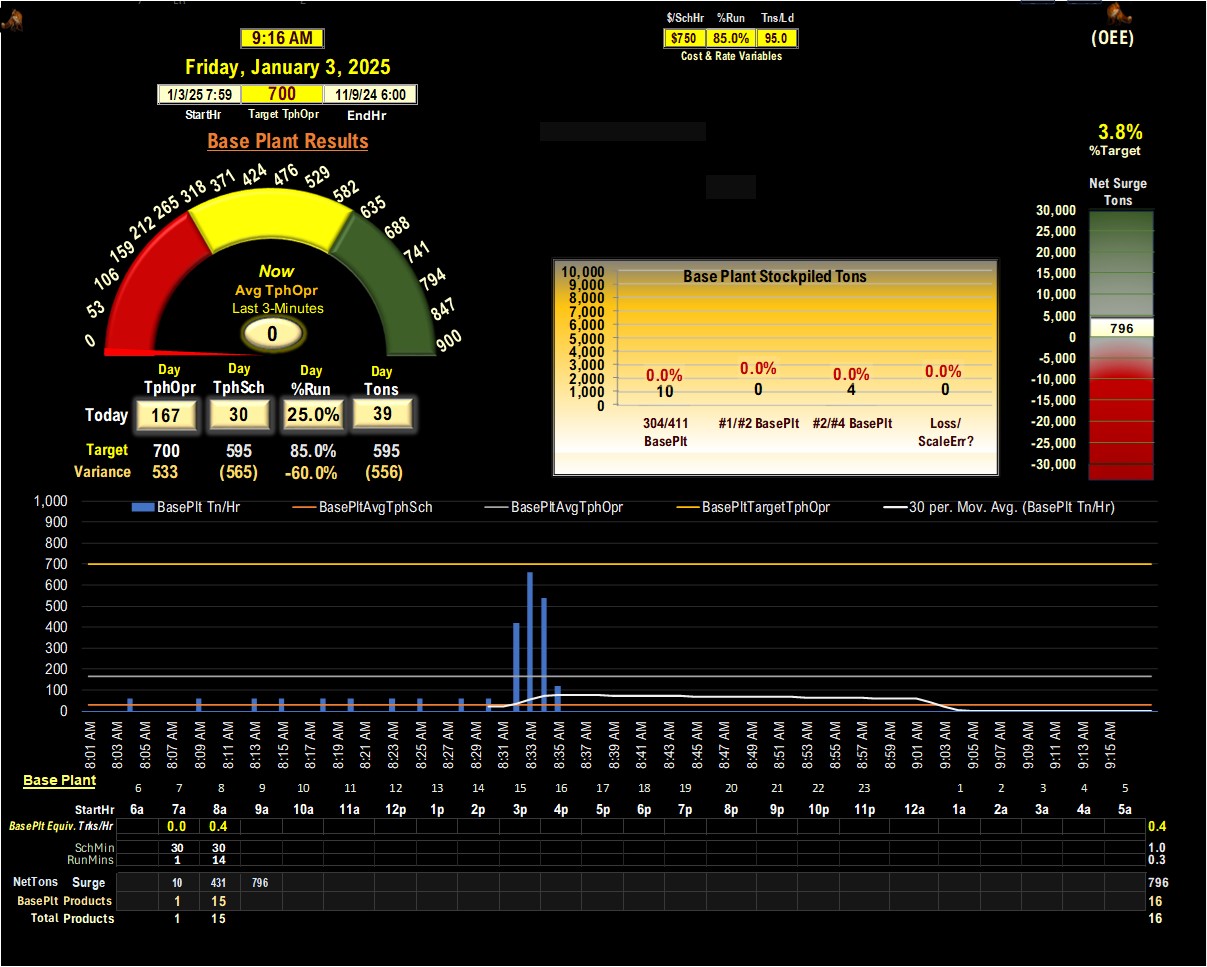 $/SchHr %Run Tns/Ld
$750 85.0% 95.0
Cost & Rate Variables
(OEE)
9:16 AM
Friday, January 3, 2025
1/3/25 7:59 700 11/9/24 6:00
StartHr Target TphOpr EndHr
Base Plant Results
3.8%
%Target
Net Surge
Tons
0 53 106 159 212 265 318 371 424 476 529 582 635 688 741 794 847 900
Now
Avg TphOpr
Last 3-Minutes
0
Day Day Day Day
TphOpr TphSch %Run Tons
Today 167 30 25.0% 39
Target 700 595 85.0% 595
Variance 533 (565) -60.0% (556)
Base Plant Stockpiled Tons
10,000
9,000
8,000
7,000
6,000
5,000
4,000
3,000
2,000
1,000
0
0.0% 0.0% 0.0% 0.0%
10 0 4 0
304/411 #1/#2 BasePlt #2/#4 BasePlt Loss/
BasePlt ScaleErr?
30,000
25,000
20,000
15,000
10,000
5,000
796
0
-5,000
-10,000
-15,000
-20,000
-25,000
-30,000
BasePlt Tn/Hr BasePltAvgTphSch BasePltAvgTphOpr BasePltTargetTphOpr 30 per. Mov. Avg. (BasePlt Tn/Hr)
1,000
900
800
700
600
500
400
300
200
100
0
8:01 AM 8:03 AM 8:05 AM 8:07 AM 8:09 AM 8:11 AM 8:13 AM 8:15 AM 8:17 AM 8:19 AM 8:21 AM 8:23 AM 8:25 AM 8:27 AM 8:29 AM 8:31 AM 8:33 AM 8:35 AM 8:37 AM 8:39 AM 8:41 AM 8:43 AM 8:45 AM 8:47 AM 8:49 AM 8:51 AM 8:53 AM 8:55 AM 8:57 AM 8:59 AM 9:01 AM 9:03 AM 9:05 AM 9:07 AM 9:09 AM 9:11 AM 9:13 AM 9:15 AM
Base Plant
6 7 8 9 10 11 12 13 14 15 16 17 18 19 20 21 22 23 1 2 3 4 5
StartHr 6a 7a 8a 9a 10a 11a 12p 1p 2p 3p 4p 5p 6p 7p 8p 9p 10p 11p 12a 1a 2a 3a 4a 5a
BasePlt Equiv. Trks/Hr 0.0 0.4 0.4
SchMin 30 30 1.0
RunMins 1 14 0.3
NetTons Surge 10 431 796 796
BasePlt Products 1 15 16
Total Products 1 15 16